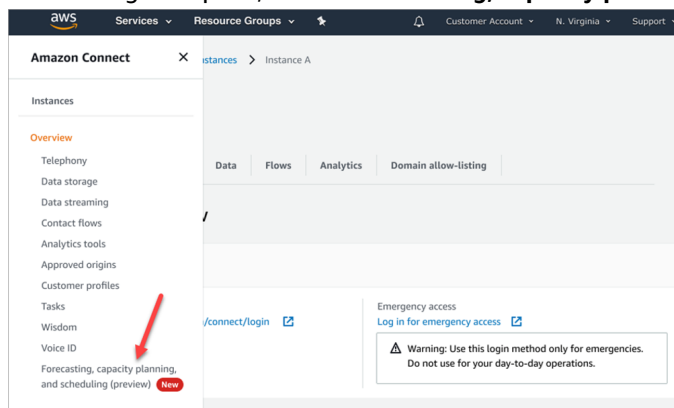 aws Services Resource Groups Customer Account N. Virginia Support
Amazon Connect
Instances > Instance A
Instances
Overview
Telephony
Data storage
Data streaming
Contact flows
Analytics tools
Approved origins
Customer profiles
Tasks
Wisdom
Voice ID
Forecasting, capacity planning,
and scheduling (preview) New
Data Flows Analytics Domain allow-listing
/connect/login
Emergency access
Log in for emergency access
Warning: Use this login method only for emergencies.
Do not use for your day-to-day operations.